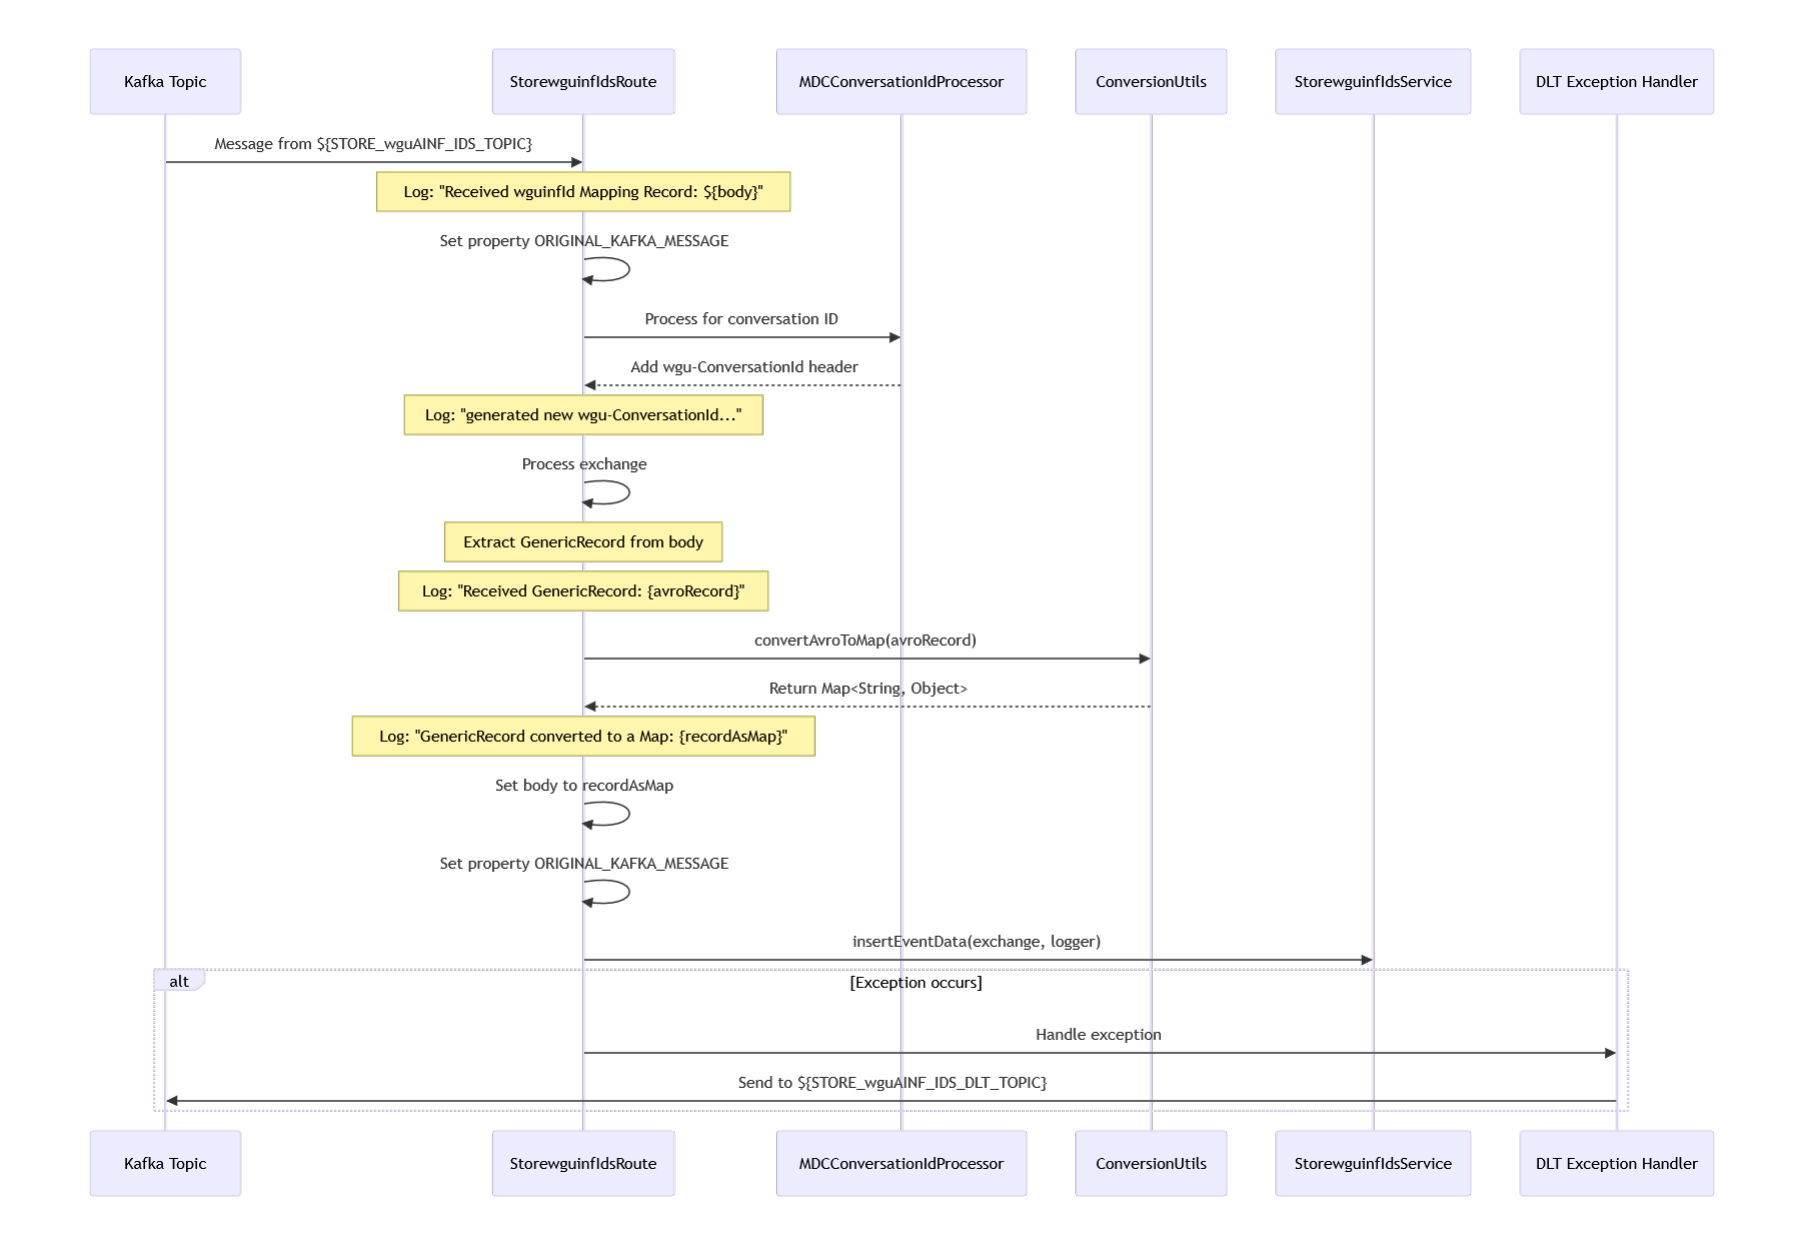 Kafka Topic
StorewguinfIdsRoute
MDCConversationIdProcessor
ConversionUtils
StorewguinfIdsService
DLT Exception Handler
Message from ${STORE_wguAINF_IDS_TOPIC}
Log: "Received wguinfId Mapping Record: ${body}"
Set property ORIGINAL_KAFKA_MESSAGE
Process for conversation ID
Add wgu-ConversationId header
Log: "generated new wgu-ConversationId..."
Process exchange
Extract GenericRecord from body
Log: "Received GenericRecord: {avroRecord}"
convertAvroToMap(avroRecord)
Return Map<String, Object>
Log: "GenericRecord converted to a Map: {recordAsMap}"
Set body to recordAsMap
Set property ORIGINAL_KAFKA_MESSAGE
insertEventData(exchange, logger)
alt
[Exception occurs]
Handle exception
Send to ${STORE_wguAINF_IDS_DLT_TOPIC}
Kafka Topic
StorewguinfIdsRoute
MDCConversationIdProcessor
ConversionUtils
StorewguinfIdsService
DLT Exception Handler